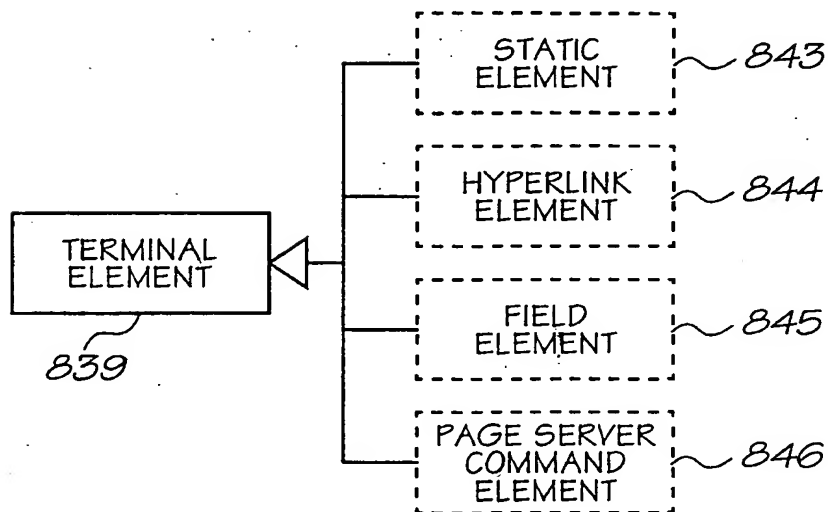 STATIC
ELEMENT
843
HYPERLINK
ELEMENT
844
TERMINAL
ELEMENT
839
FIELD
ELEMENT
845
PAGE SERVER
COMMAND
ELEMENT
846